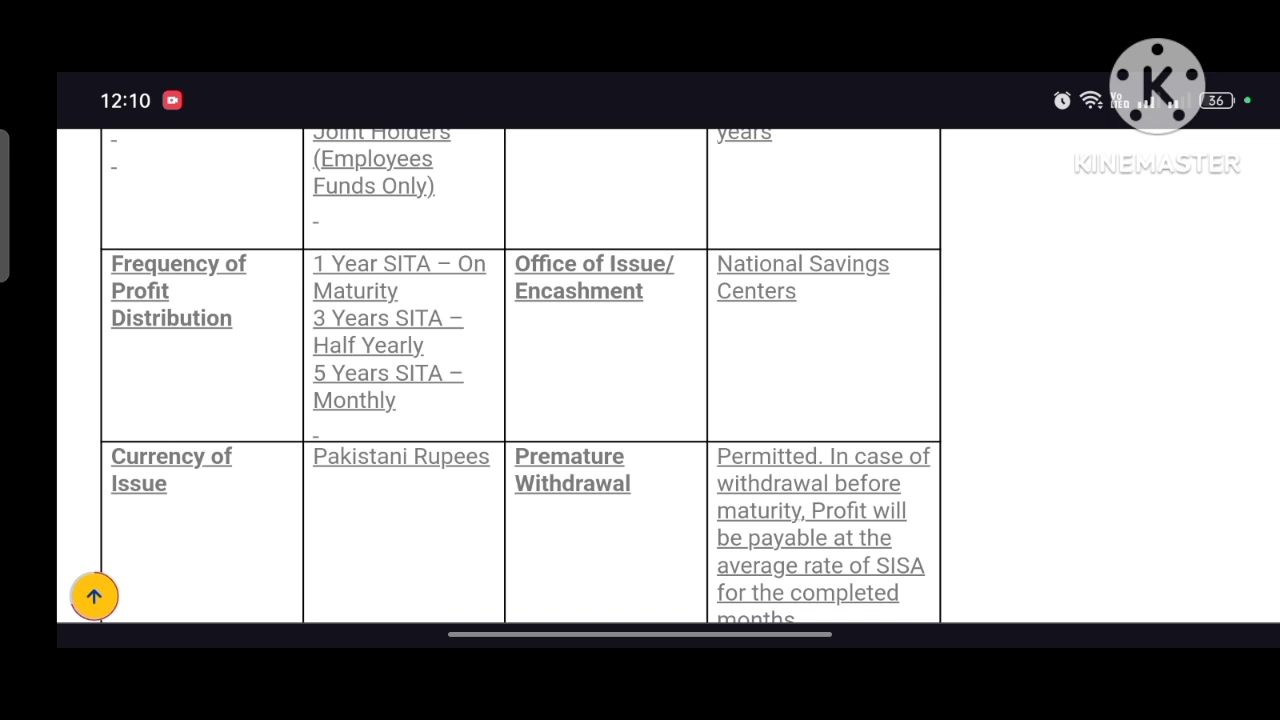 12:10
36
KINEMASTER
Joint Holders
(Employees
Funds Only)
years
Frequency of
Profit
Distribution
1 Year SITA – On
Maturity
3 Years SITA –
Half Yearly
5 Years SITA –
Monthly
Office of Issue/
Encashment
National Savings
Centers
Currency of
Issue
Pakistani Rupees
Premature
Withdrawal
Permitted. In case of
withdrawal before
maturity, Profit will
be payable at the
average rate of SISA
for the completed
months